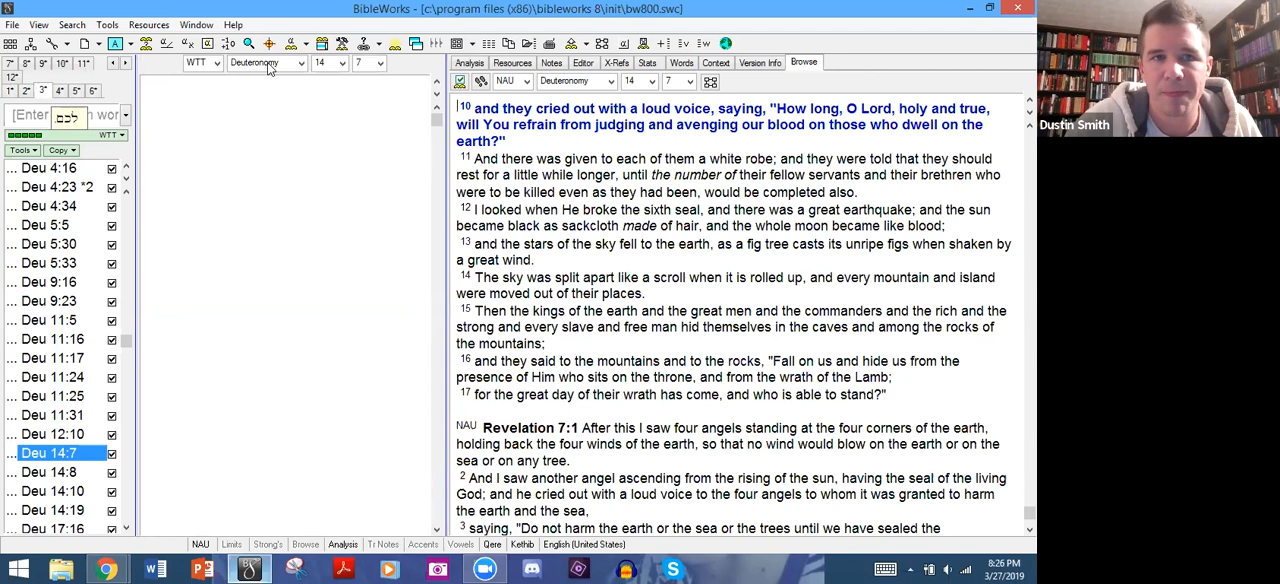 BibleWorks - [c:\program files (x86)\bibleworks 8\init\bw800.swc]
File View Search Tools Resources Window Help
7* 8* 9* 10* 11*
12*
1* 2* 3* 4* 5* 6*
[Enter
לכם
wor
WTT
Tools Copy
... Deu 4:16
... Deu 4:23 *2
... Deu 4:34
... Deu 5:5
... Deu 5:30
... Deu 5:33
... Deu 9:16
... Deu 9:23
... Deu 11:5
... Deu 11:16
... Deu 11:17
... Deu 11:24
... Deu 11:25
... Deu 11:31
... Deu 12:10
... Deu 14:7
... Deu 14:8
... Deu 14:10
... Deu 14:19
... Deu 17:16
WTT Deuteronomy 14 7
Analysis Resources Notes Editor X-Refs Stats Words Context Version Info Browse
NAU Deuteronomy 14 7
10 and they cried out with a loud voice, saying, "How long, O Lord, holy and true,
will You refrain from judging and avenging our blood on those who dwell on the
earth?"
11 And there was given to each of them a white robe; and they were told that they should
rest for a little while longer, until the number of their fellow servants and their brethren who
were to be killed even as they had been, would be completed also.
12 I looked when He broke the sixth seal, and there was a great earthquake; and the sun
became black as sackcloth made of hair, and the whole moon became like blood;
13 and the stars of the sky fell to the earth, as a fig tree casts its unripe figs when shaken by
a great wind.
14 The sky was split apart like a scroll when it is rolled up, and every mountain and island
were moved out of their places.
15 Then the kings of the earth and the great men and the commanders and the rich and the
strong and every slave and free man hid themselves in the caves and among the rocks of
the mountains;
16 and they said to the mountains and to the rocks, "Fall on us and hide us from the
presence of Him who sits on the throne, and from the wrath of the Lamb;
17 for the great day of their wrath has come, and who is able to stand?"
NAU Revelation 7:1 After this I saw four angels standing at the four corners of the earth,
holding back the four winds of the earth, so that no wind would blow on the earth or on the
sea or on any tree.
2 And I saw another angel ascending from the rising of the sun, having the seal of the living
God; and he cried out with a loud voice to the four angels to whom it was granted to harm
the earth and the sea,
3 saying, "Do not harm the earth or the sea or the trees until we have sealed the
NAU Limits Strong's Browse Analysis Tr Notes Accents Vowels Qere Kethib English (United States)
8:26 PM
3/27/2019
Dustin Smith